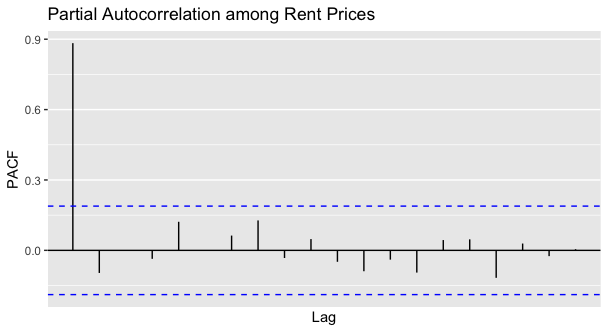 Partial Autocorrelation among Rent Prices
0.9
0.6
0.3
0.0
PACF
Lag